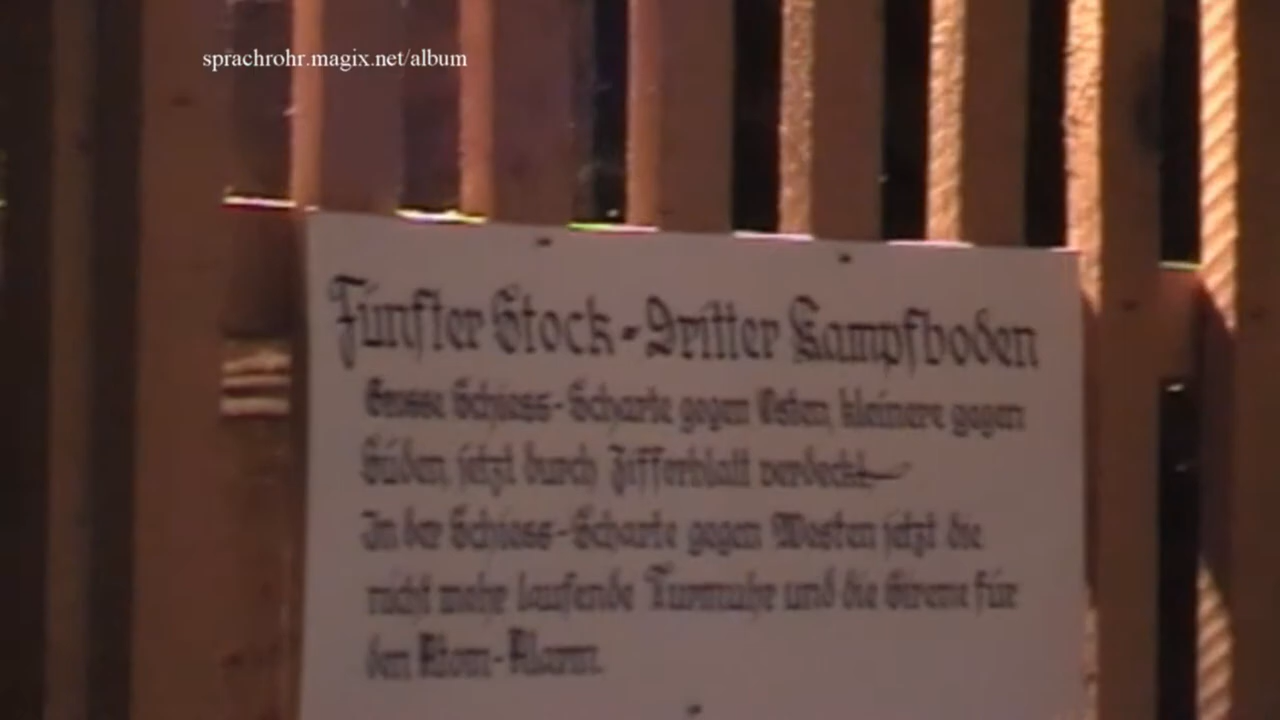 sprachrohr.magix.net/album
Fünfter Stock - Dritter Kampfboden
Grosse Schiess-Scharte gegen Osten, kleinere gegen
Süden, jetzt durch Zifferblatt verdeckt
In der Schiess-Scharte gegen Westen jetzt die
nicht mehr laufende Turmuhr und die Sirene für
den Atom-Alarm.